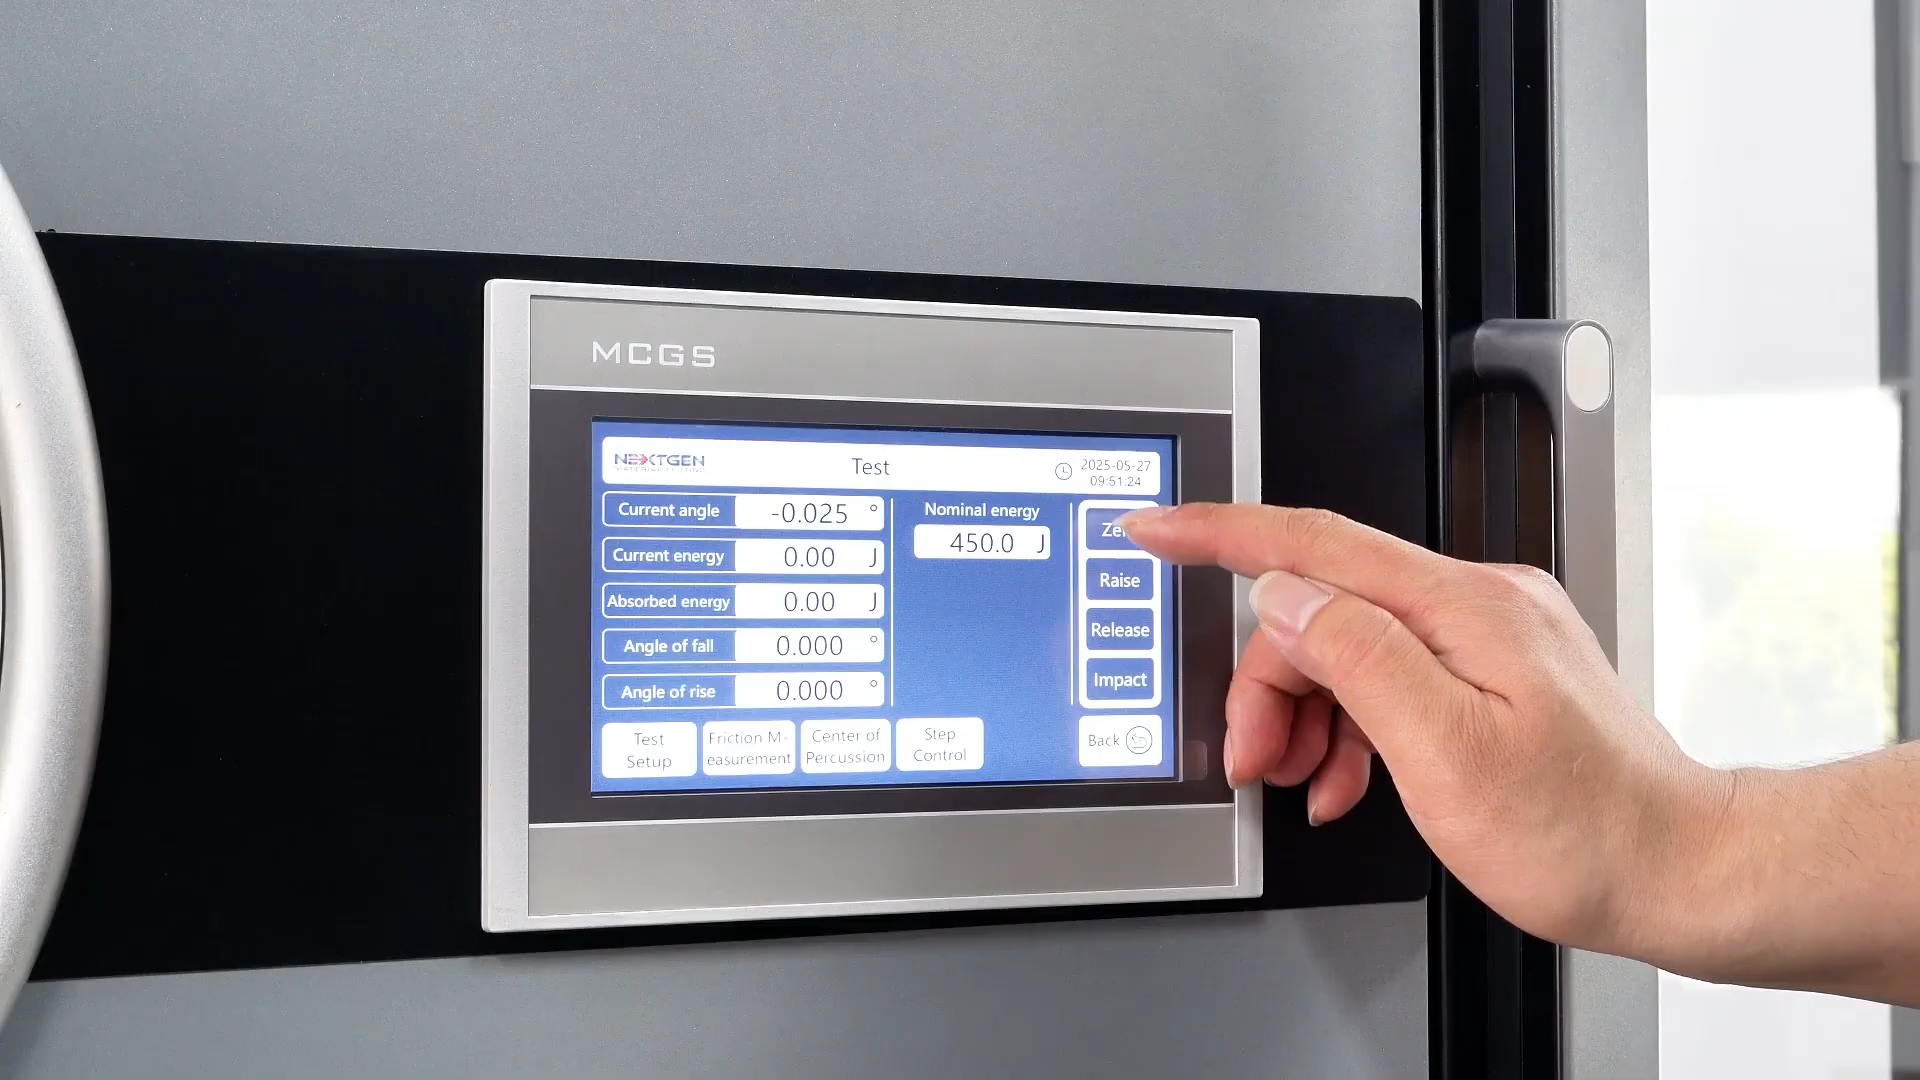 MCGS
NEXTGEN
Test
2025-05-27
09:51:24
Current angle -0.025 °
Current energy 0.00 J
Absorbed energy 0.00 J
Angle of fall 0.000 °
Angle of rise 0.000 °
Nominal energy
450.0 J
Raise
Release
Impact
Test
Setup
Friction M-
easurement
Center of
Percussion
Step
Control
Back